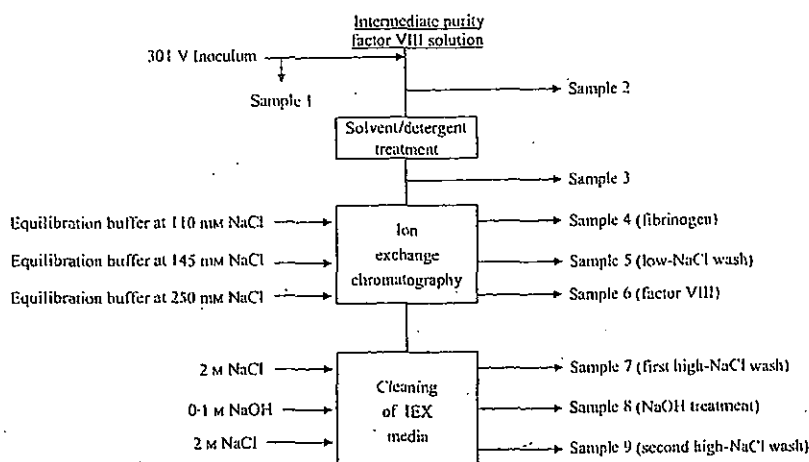 Intermediate purity
factor VIII solution
301 V Inoculum
Sample 1
Sample 2
Solvent/detergent
treatment
Sample 3
Equilibration buffer at 110 mM NaCl
Ion
exchange
chromatography
Sample 4 (fibrinogen)
Equilibration buffer at 145 mM NaCl
Sample 5 (low-NaCl wash)
Equilibration buffer at 250 mM NaCl
Sample 6 (factor VIII)
2 M NaCl
Cleaning
of IEX
media
Sample 7 (first high-NaCl wash)
0·1 M NaOH
Sample 8 (NaOH treatment)
2 M NaCl
Sample 9 (second high-NaCl wash)